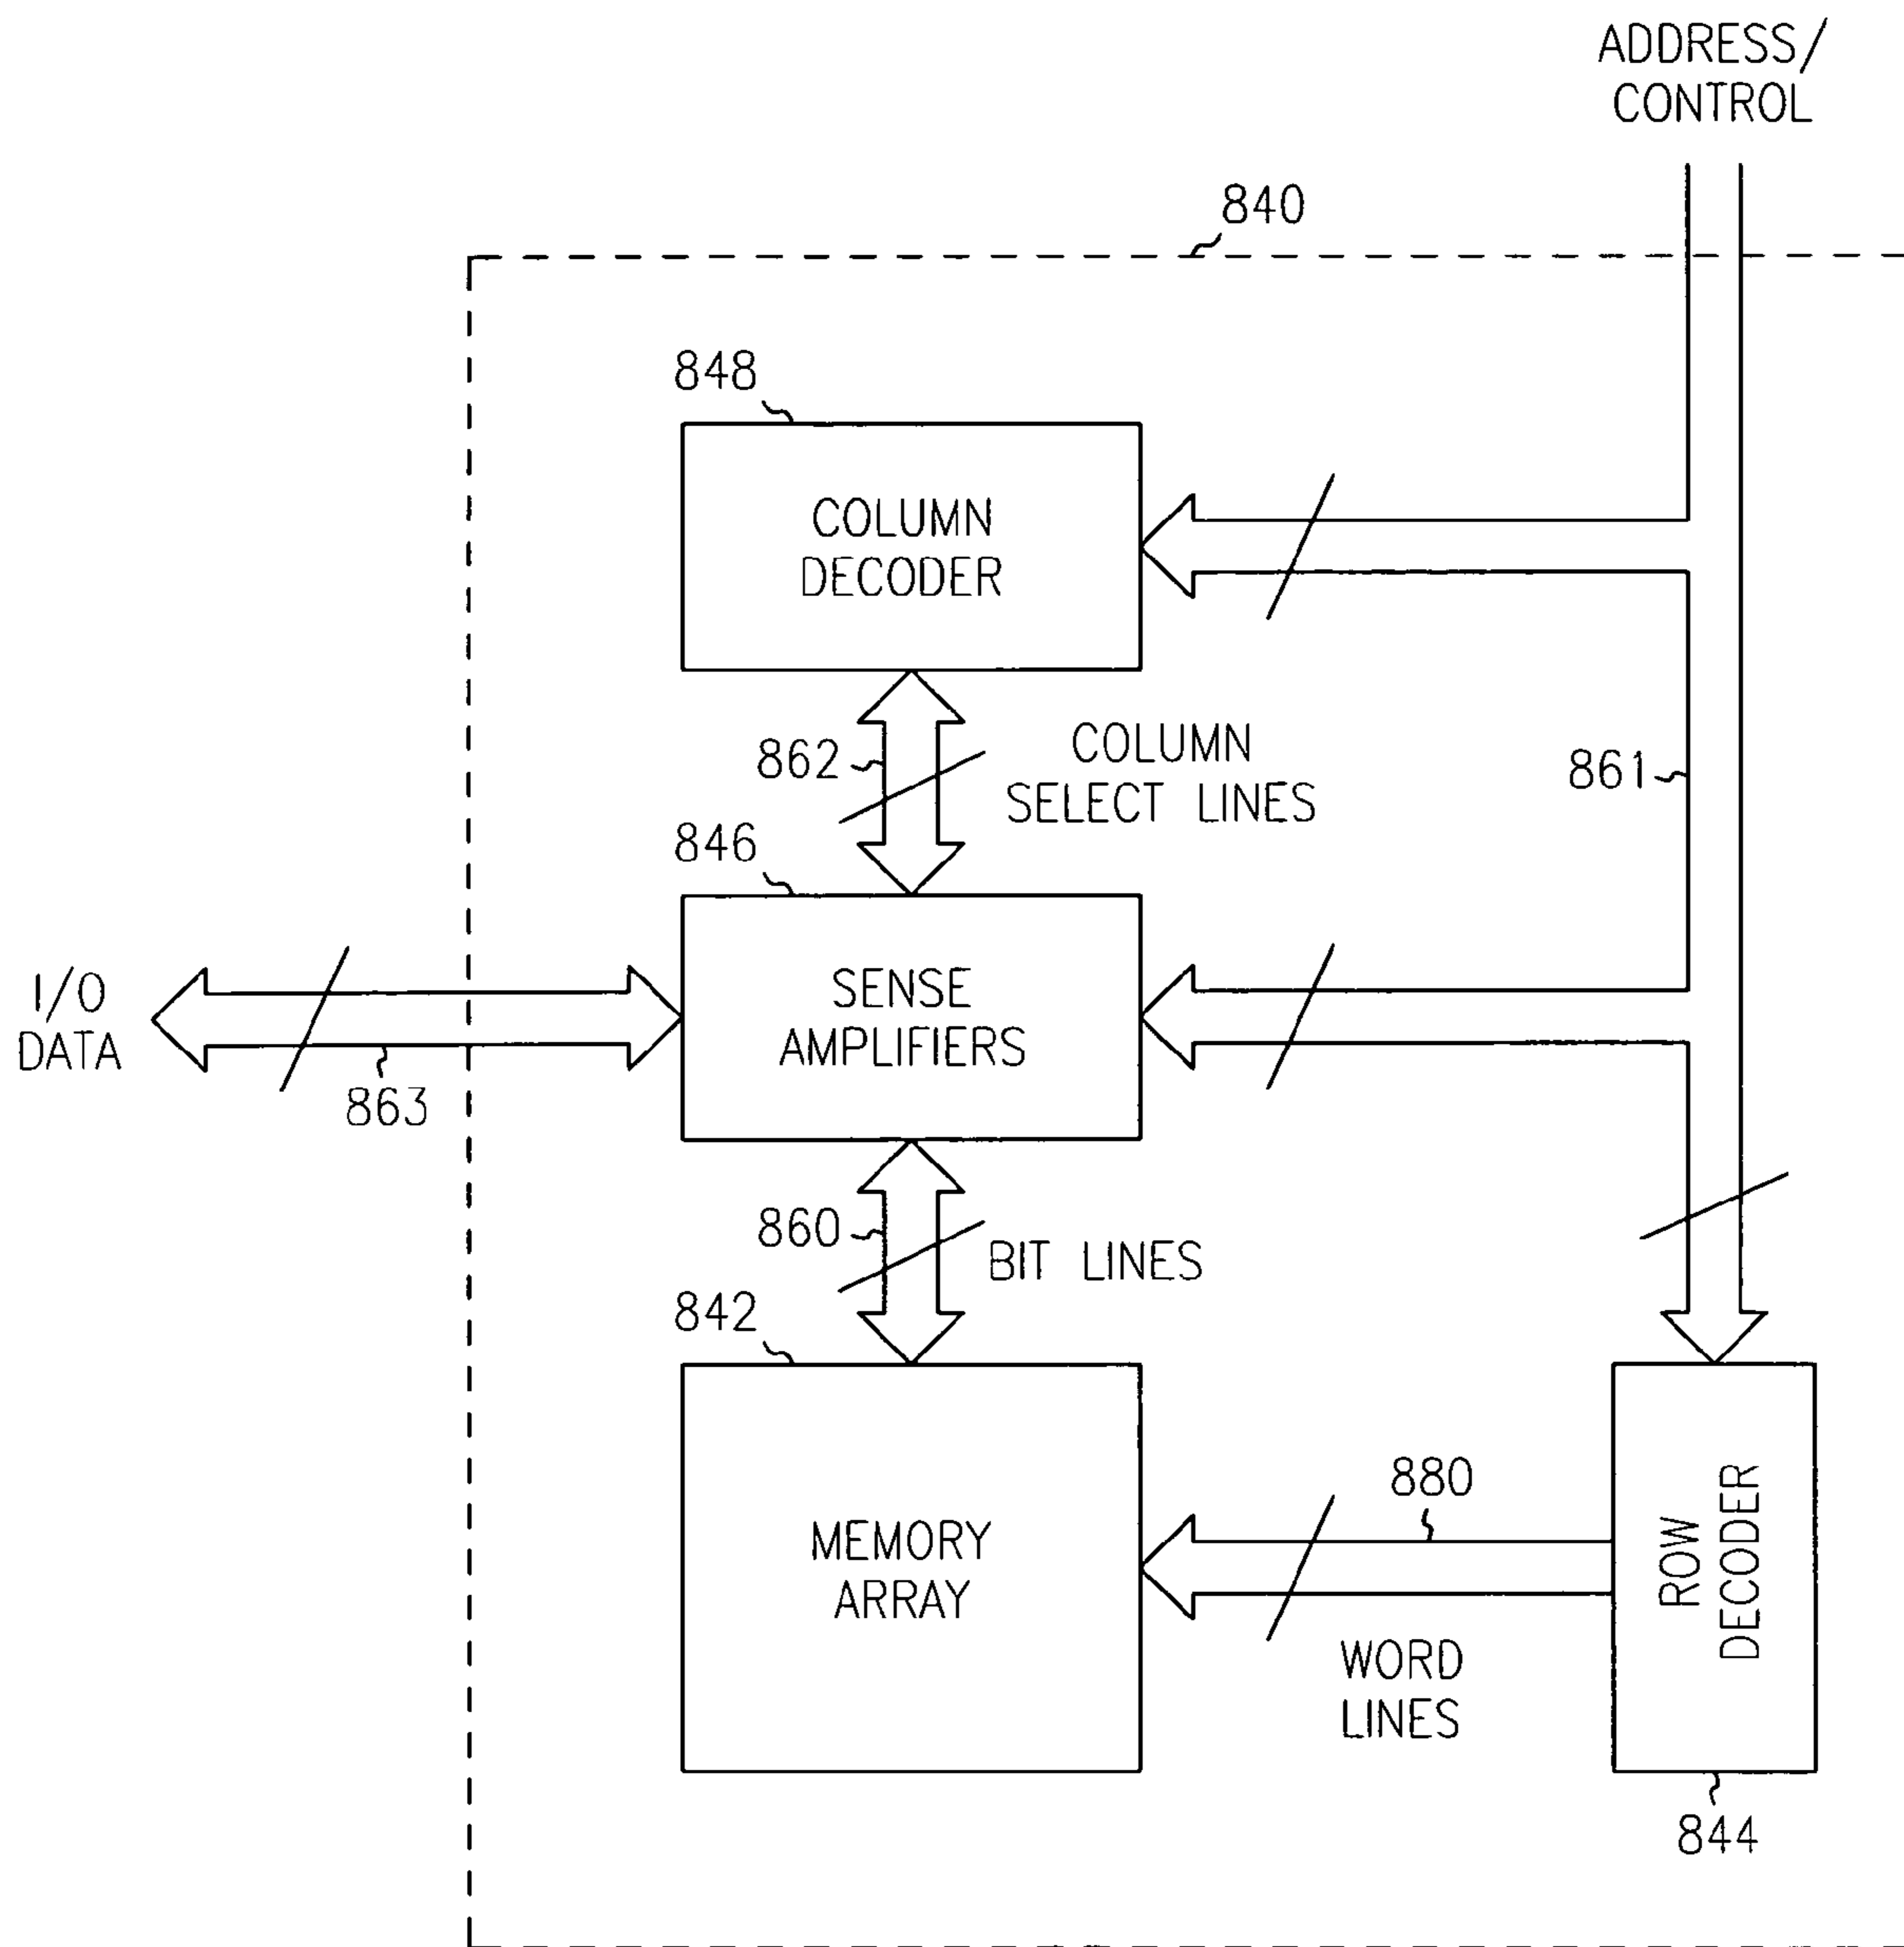 ADDRESS/
CONTROL
840
848
COLUMN
DECODER
862
COLUMN
SELECT LINES
861
846
I/O
DATA
SENSE
AMPLIFIERS
863
860
BIT LINES
842
880
MEMORY
ARRAY
ROW
DECODER
WORD
LINES
844